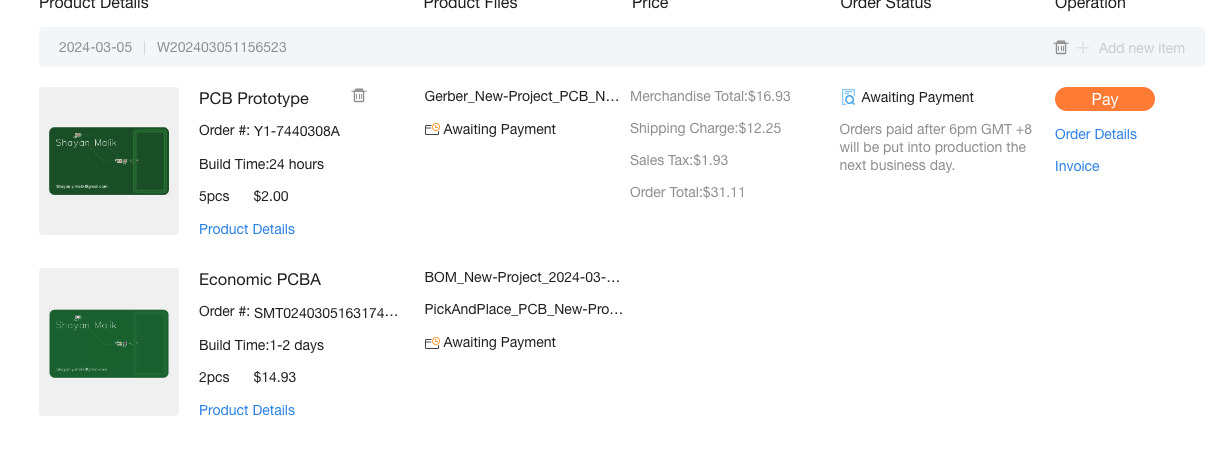 Product Details
Product Files
Price
Order Status
Operation
2024-03-05 | W202403051156523
Add new item
PCB Prototype
Order #: Y1-7440308A
Build Time:24 hours
5pcs $2.00
Product Details
Gerber_New-Project_PCB_N...
Awaiting Payment
Merchandise Total:$16.93
Shipping Charge:$12.25
Sales Tax:$1.93
Order Total:$31.11
Awaiting Payment
Orders paid after 6pm GMT +8
will be put into production the
next business day.
Pay
Order Details
Invoice
Shayan Malik
Economic PCBA
Order #: SMT0240305163174...
Build Time:1-2 days
2pcs $14.93
Product Details
BOM_New-Project_2024-03-...
PickAndPlace_PCB_New-Pro...
Awaiting Payment
Shayan Malik